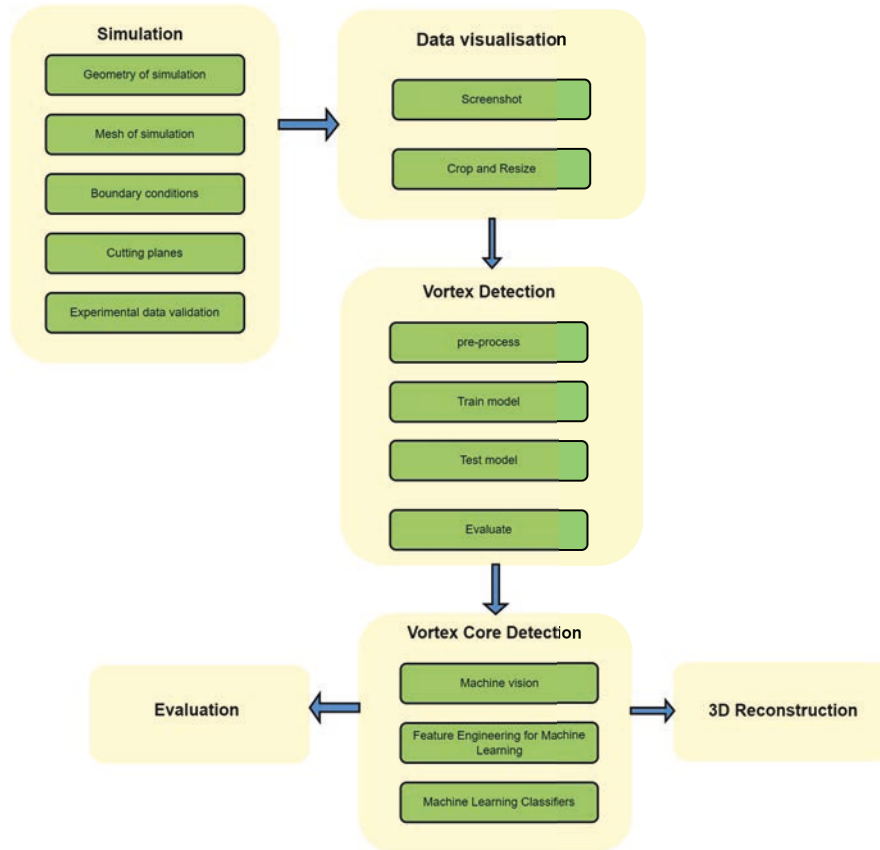 Simulation
Geometry of simulation
Mesh of simulation
Boundary conditions
Cutting planes
Experimental data validation
Data visualisation
Screenshot
Crop and Resize
Vortex Detection
pre-process
Train model
Test model
Evaluate
Vortex Core Detection
Machine vision
Feature Engineering for Machine
Learning
Machine Learning Classifiers
Evaluation
3D Reconstruction